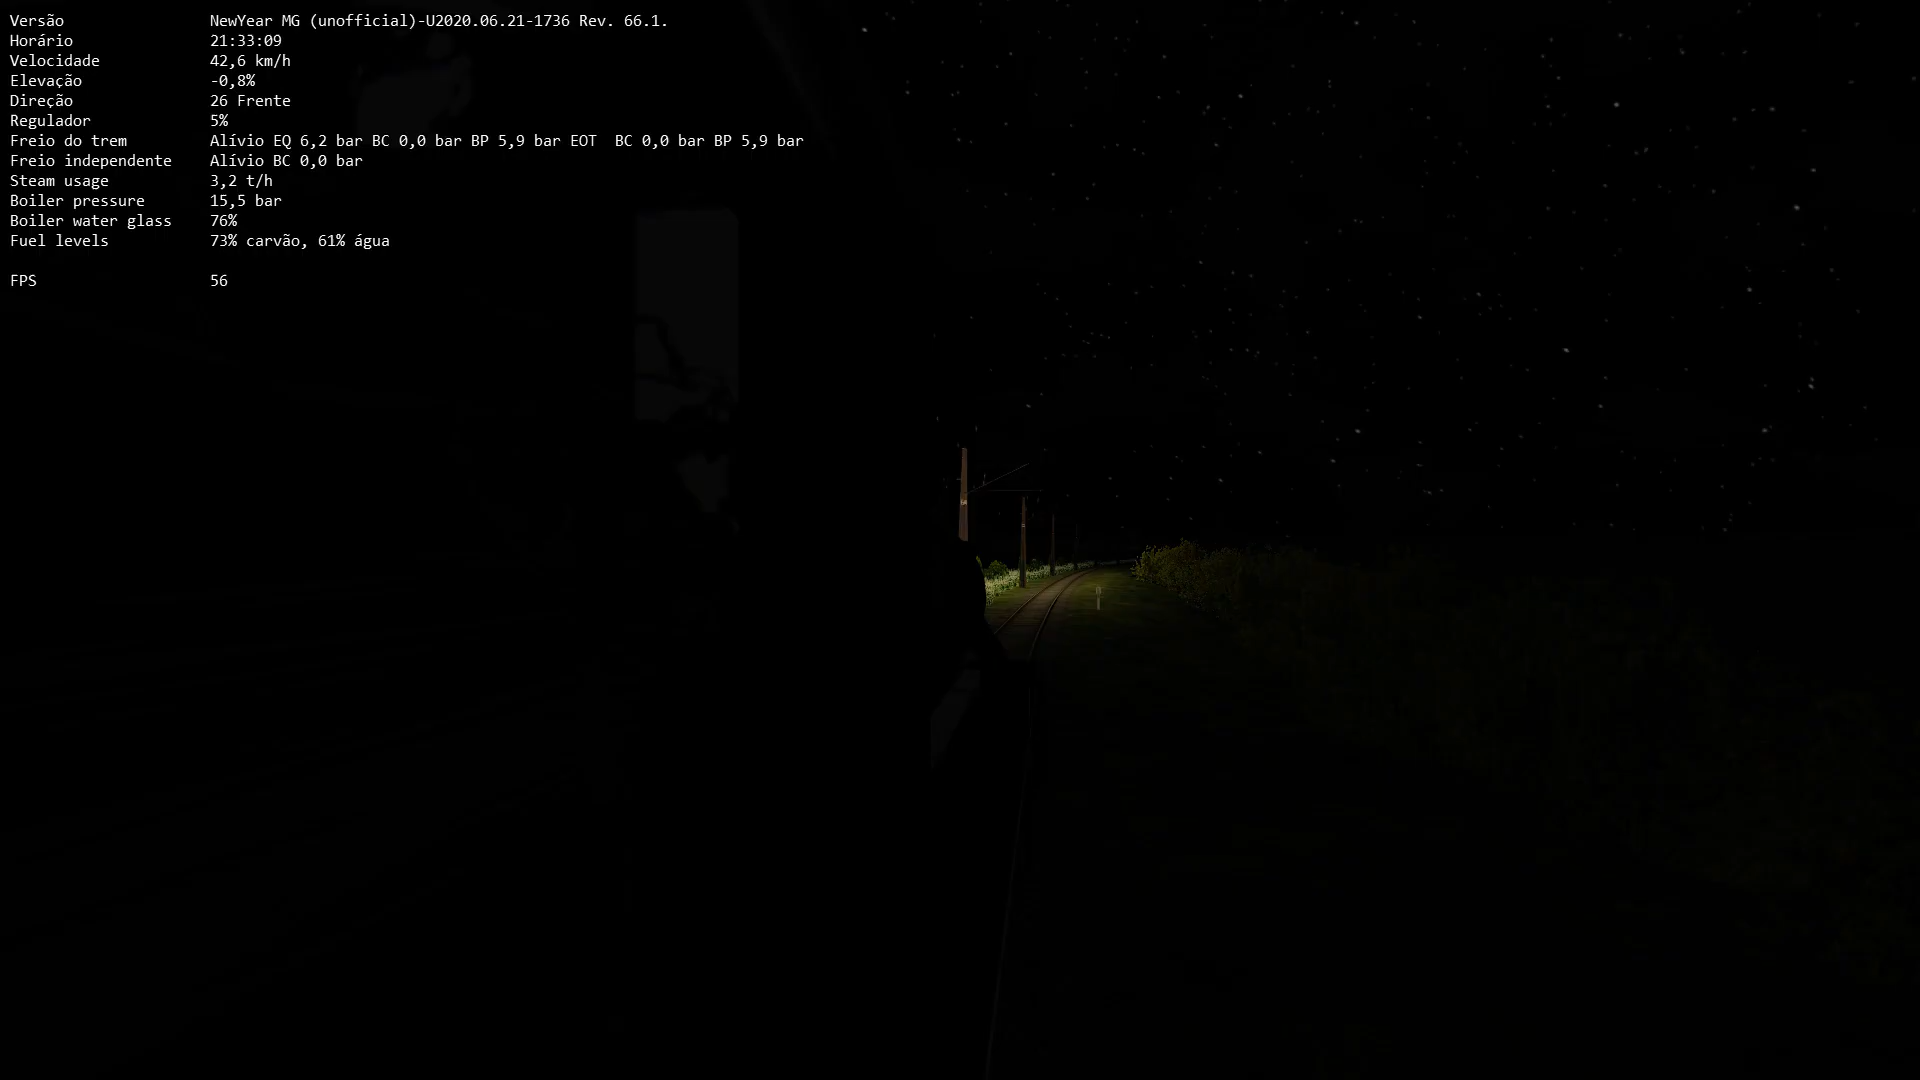 Versão NewYear MG (unofficial)-U2020.06.21-1736 Rev. 66.1.
Horário 21:33:09
Velocidade 42,6 km/h
Elevação -0,8%
Direção 26 Frente
Regulador 5%
Freio do trem Alívio EQ 6,2 bar BC 0,0 bar BP 5,9 bar EOT BC 0,0 bar BP 5,9 bar
Freio independente Alívio BC 0,0 bar
Steam usage 3,2 t/h
Boiler pressure 15,5 bar
Boiler water glass 76%
Fuel levels 73% carvão, 61% água
FPS 56